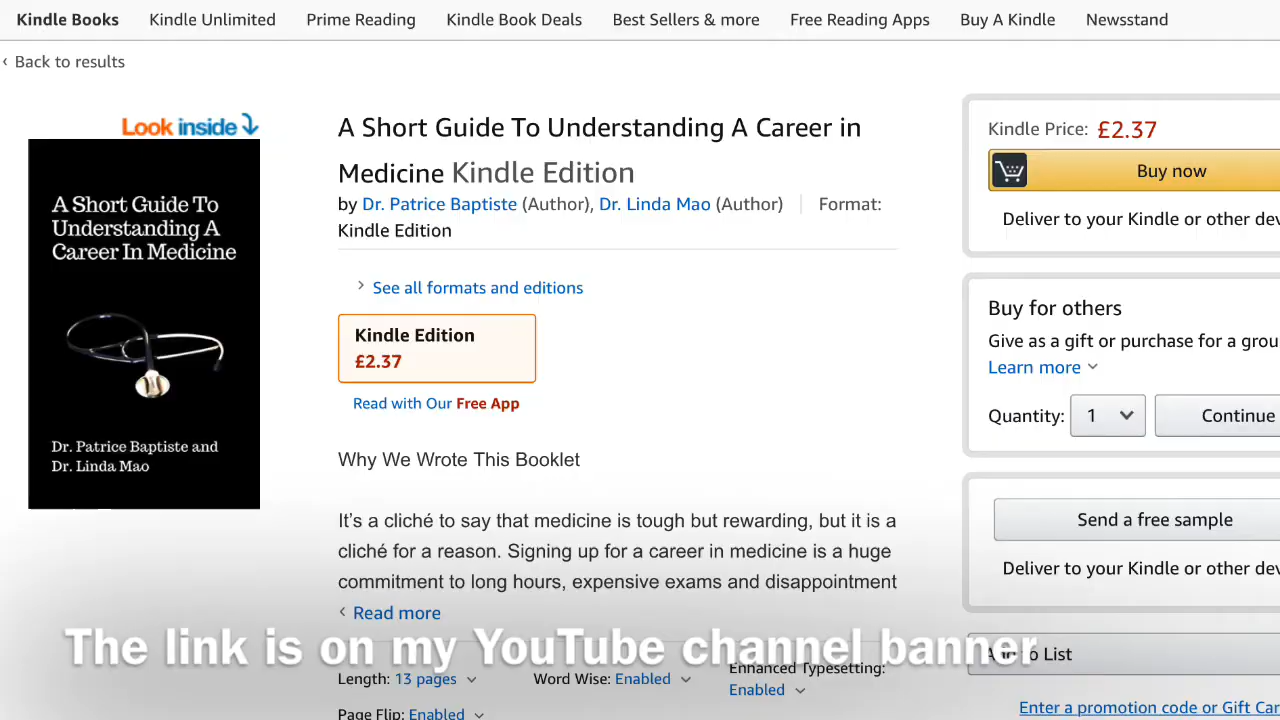 Kindle Books Kindle Unlimited Prime Reading Kindle Book Deals Best Sellers & more Free Reading Apps Buy A Kindle Newsstand
‹ Back to results
Look inside
A Short Guide To
Understanding A
Career In Medicine
Dr. Patrice Baptiste and
Dr. Linda Mao
A Short Guide To Understanding A Career in
Medicine Kindle Edition
by Dr. Patrice Baptiste (Author), Dr. Linda Mao (Author) | Format:
Kindle Edition
› See all formats and editions
Kindle Edition
£2.37
Read with Our Free App
Why We Wrote This Booklet
It’s a cliché to say that medicine is tough but rewarding, but it is a
cliché for a reason. Signing up for a career in medicine is a huge
commitment to long hours, expensive exams and disappointment
‹ Read more
Length: 13 pages Word Wise: Enabled Enhanced Typesetting:
Enabled
Page Flip: Enabled
Kindle Price: £2.37
Buy now
Deliver to your Kindle or other dev
Buy for others
Give as a gift or purchase for a grou
Learn more
Quantity: 1 Continue
Send a free sample
Deliver to your Kindle or other dev
Add to List
Enter a promotion code or Gift Car
The link is on my YouTube channel banner